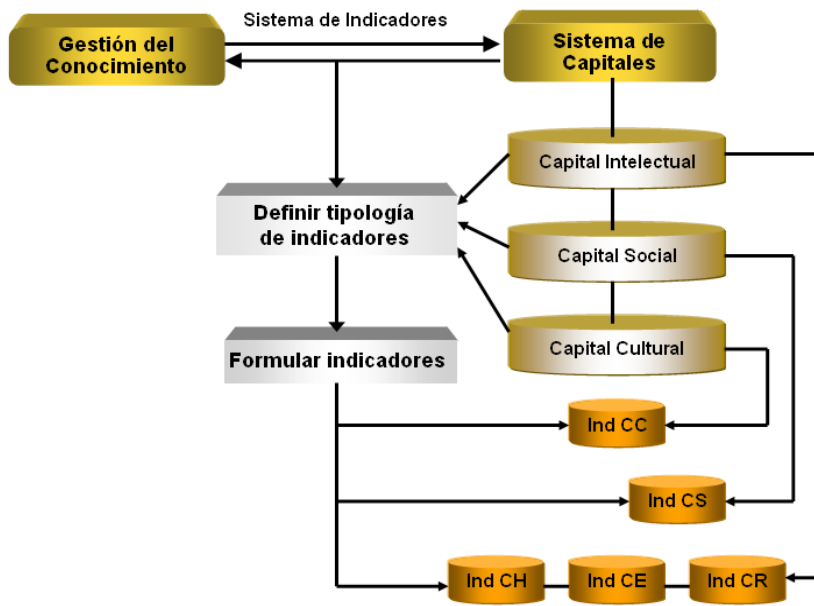 Sistema de Indicadores
Gestión del
Conocimiento
Sistema de
Capitales
Capital Intelectual
Definir tipología
de indicadores
Capital Social
Capital Cultural
Formular indicadores
Ind CC
Ind CS
Ind CH
Ind CE
Ind CR